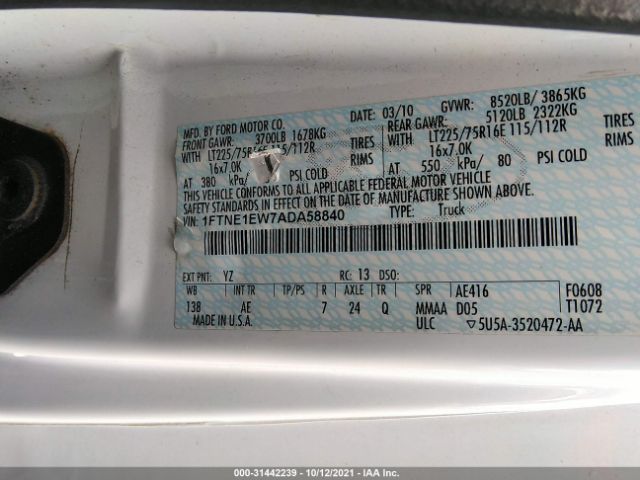 DATE: 03/10 GVWR: 8520LB/ 3865KG
MFD. BY FORD MOTOR CO.
FRONT GAWR: 3700LB 1678KG REAR GAWR: 5120LB 2322KG
WITH LT225/75R16E 115/112R TIRES WITH LT225/75R16E 115/112R TIRES
16x7.0K RIMS 16x7.0K RIMS
AT 380 kPa/ PSI COLD AT 550 kPa/ 80 PSI COLD
THIS VEHICLE CONFORMS TO ALL APPLICABLE FEDERAL MOTOR VEHICLE
SAFETY STANDARDS IN EFFECT ON THE DATE OF MANUFACTURE SHOWN ABOVE
VIN: 1FTNE1EW7ADA58840 TYPE: Truck
EXT PNT: YZ RC: 13 DSO:
WB INT TR TP/PS R AXLE TR SPR AE416 F0608
138 AE 7 24 Q MMAA D05 T1072
MADE IN U.S.A. ULC ▽5U5A-3520472-AA
000-31442239 - 10/12/2021 - IAA Inc.